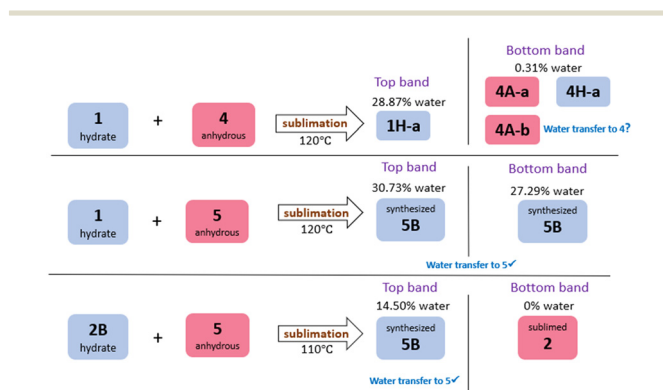 Bottom band
0.31% water
Top band
28.87% water
1
hydrate
+
4
anhydrous
sublimation
120°C
1H-a
4A-a
4H-a
4A-b
Water transfer to 4?
Top band
30.73% water
Bottom band
27.29% water
1
hydrate
+
5
anhydrous
sublimation
120°C
synthesized
5B
synthesized
5B
Water transfer to 5✓
Top band
14.50% water
Bottom band
0% water
2B
hydrate
+
5
anhydrous
sublimation
110°C
synthesized
5B
sublimed
2
Water transfer to 5✓